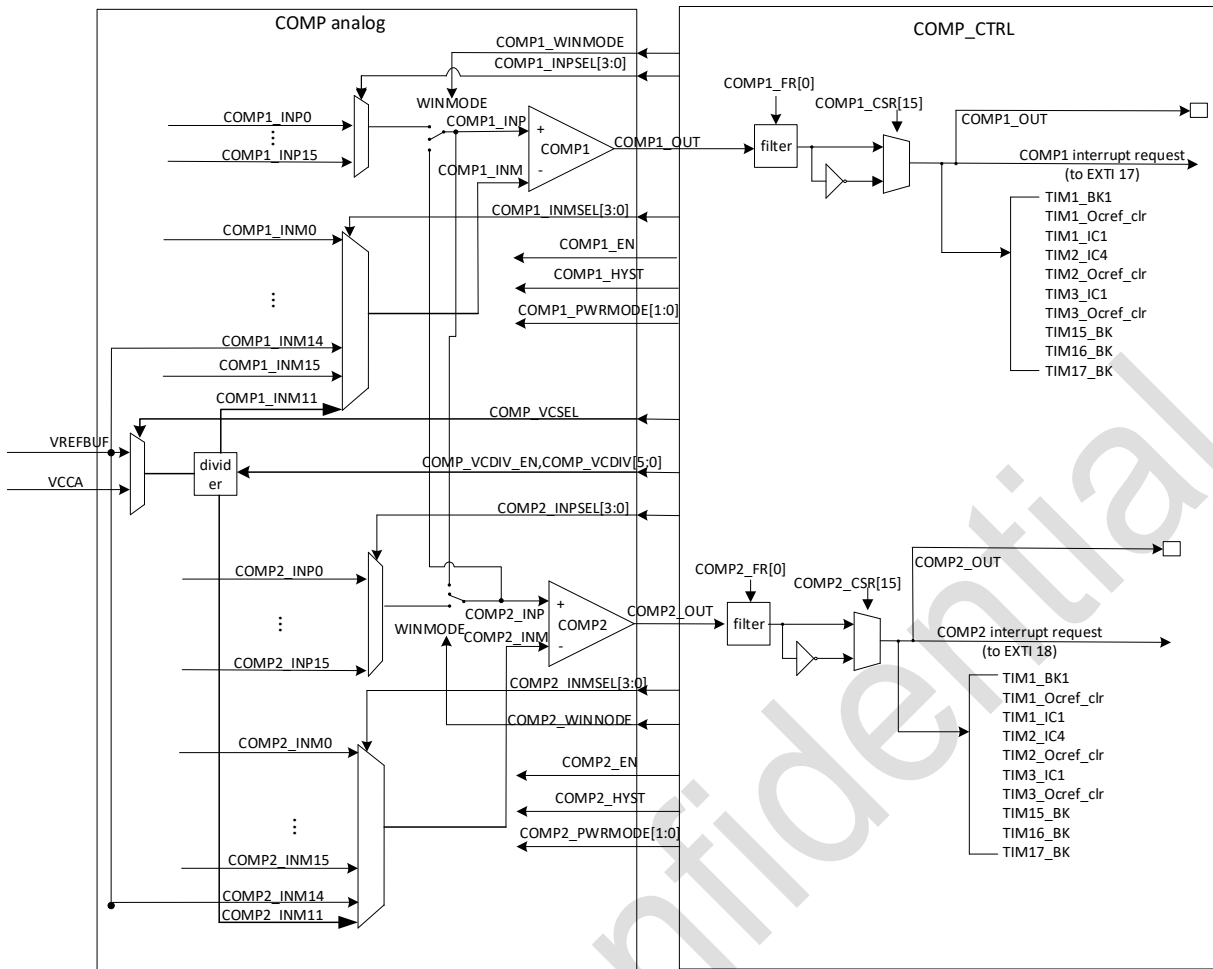 COMP analog
COMP_CTRL
COMP1_WINMODE
COMP1_INPSEL[3:0]
WINMODE
COMP1_INP0
COMP1_INP15
COMP1_INP
COMP1_INM
+
-
COMP1
COMP1_OUT
COMP1_FR[0]
filter
COMP1_CSR[15]
COMP1_OUT
COMP1 interrupt request
(to EXTI 17)
TIM1_BK1
TIM1_Ocref_clr
TIM1_IC1
TIM2_IC4
TIM2_Ocref_clr
TIM3_IC1
TIM3_Ocref_clr
TIM15_BK
TIM16_BK
TIM17_BK
COMP1_INMSEL[3:0]
COMP1_INM0
COMP1_EN
COMP1_HYST
COMP1_PWRMODE[1:0]
COMP1_INM14
COMP1_INM15
COMP1_INM11
COMP_VCSEL
VREFBUF
VCCA
divid
er
COMP_VCDIV_EN,COMP_VCDIV[5;0]
COMP2_INPSEL[3:0]
COMP2_INP0
COMP2_INP15
WINMODE
COMP2_INP
COMP2_INM
+
-
COMP2
COMP2_OUT
COMP2_FR[0]
filter
COMP2_CSR[15]
COMP2_OUT
COMP2 interrupt request
(to EXTI 18)
TIM1_BK1
TIM1_Ocref_clr
TIM1_IC1
TIM2_IC4
TIM2_Ocref_clr
TIM3_IC1
TIM3_Ocref_clr
TIM15_BK
TIM16_BK
TIM17_BK
COMP2_INMSEL[3:0]
COMP2_WINNODE
COMP2_INM0
COMP2_EN
COMP2_HYST
COMP2_PWRMODE[1:0]
COMP2_INM15
COMP2_INM14
COMP2_INM11
nfidential